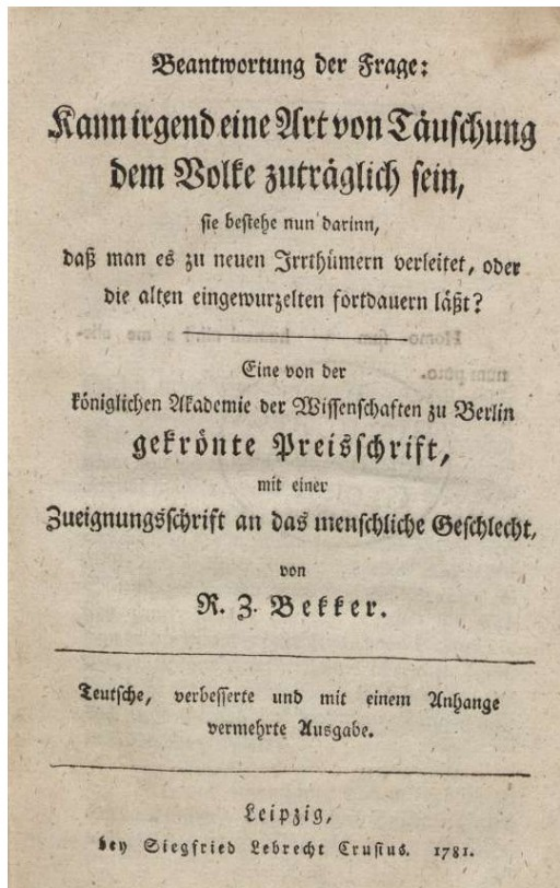 Beantwortung der Frage:
Kann irgend eine Art von Täuschung
dem Volke zuträglich sein,
sie bestehe nun darinn,
daß man es zu neuen Irrthümern verleitet, oder
die alten eingewurzelten fortdauern läßt?
Eine von der
königlichen Akademie der Wissenschaften zu Berlin
gekrönte Preisschrift,
mit einer
Zueignungsschrift an das menschliche Geschlecht,
von
R. Z. Bekker.
Teutsche, verbesserte und mit einem Anhange
vermehrte Ausgabe.
Leipzig,
bey Siegfried Lebrecht Crusius. 1781.